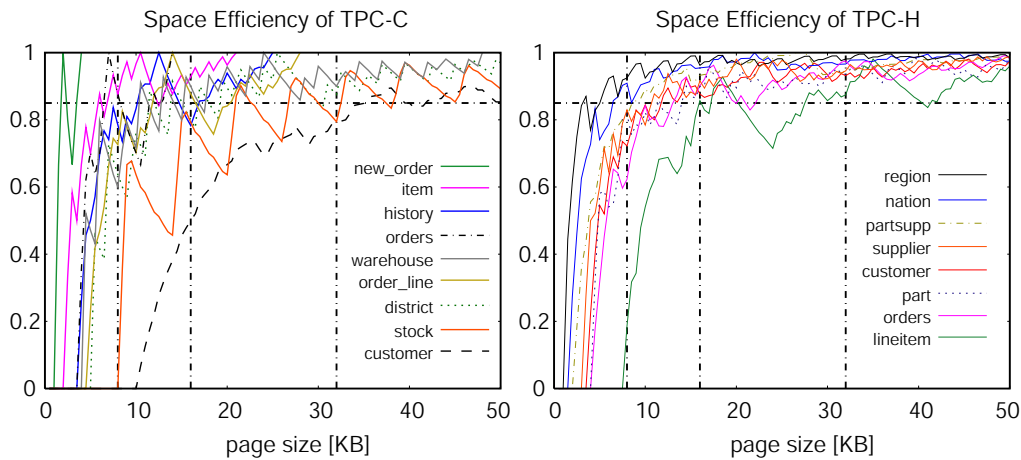 Space Efficiency of TPC-C
1
0.8
0.6
0.4
0.2
0
0
10
20
30
40
50
page size [KB]
new_order
item
history
orders
warehouse
order_line
district
stock
customer
Space Efficiency of TPC-H
1
0.8
0.6
0.4
0.2
0
0
10
20
30
40
50
page size [KB]
region
nation
partsupp
supplier
customer
part
orders
lineitem